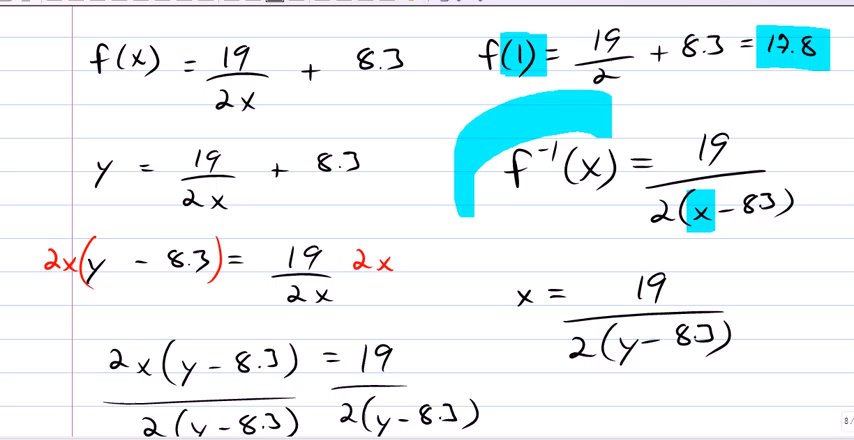 f(x) = 19/2x + 8.3
y = 19/2x + 8.3
2x(y - 8.3) = 19/2x 2x
2x(y - 8.3)/2(y - 8.3) = 19/2(y - 8.3)
f(1) = 19/2 + 8.3 = 17.8
f⁻¹(x) = 19/2(x - 83)
x = 19/2(y - 83)
8/